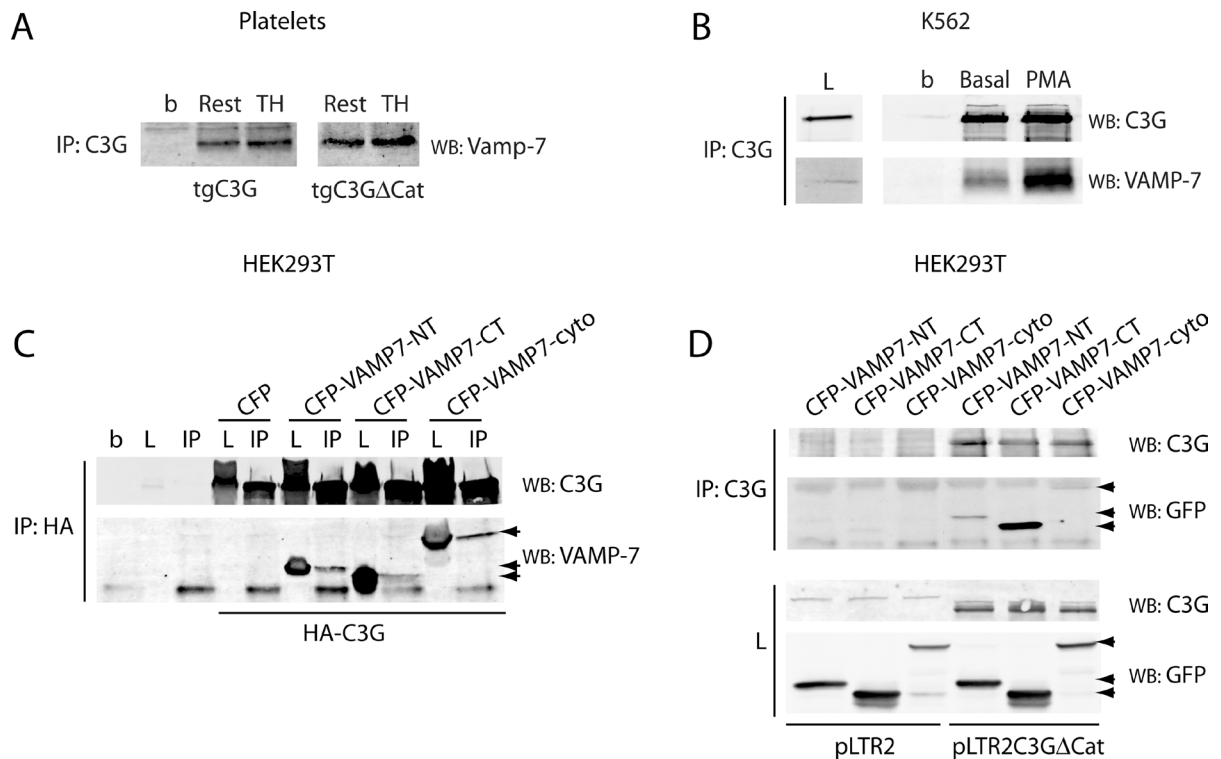 A
Platelets
b Rest TH Rest TH
IP: C3G
WB: Vamp-7
tgC3G tgC3GΔCat
B
K562
L b Basal PMA
IP: C3G
WB: C3G
WB: VAMP-7
HEK293T
C
CFP CFP-VAMP7-NT CFP-VAMP7-CT CFP-VAMP7-cyto
b L IP L IP L IP L IP L IP
IP: HA
WB: C3G
WB: VAMP-7
HA-C3G
HEK293T
D
CFP-VAMP7-NT CFP-VAMP7-CT CFP-VAMP7-cyto CFP-VAMP7-NT CFP-VAMP7-CT CFP-VAMP7-cyto
IP: C3G
WB: C3G
WB: GFP
L
WB: C3G
WB: GFP
pLTR2 pLTR2C3GΔCat